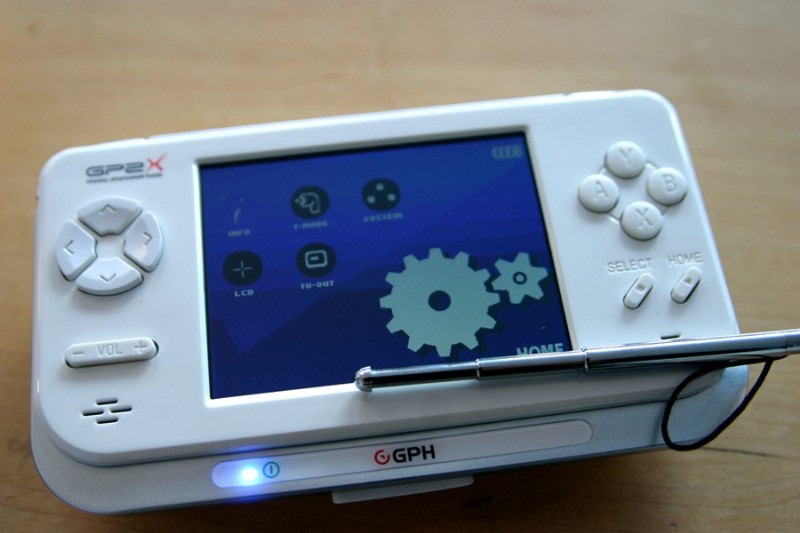 GP2X
INFO
T-MODE
SYSTEM
LCD
TV-OUT
HOME
Y
A
B
X
SELECT
HOME
- VOL +
GPH